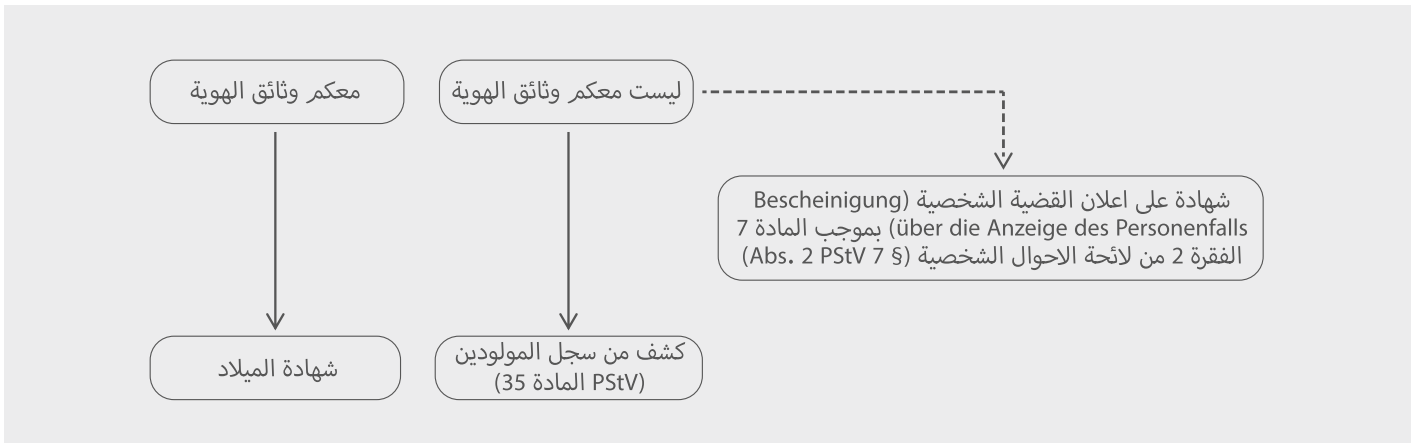 معكم وثائق الهوية
ليست معكم وثائق الهوية
شهادة على اعلان القضية الشخصية (Bescheinigung
über die Anzeige des Personenfalls) بموجب المادة 7
الفقرة 2 من لائحة الاحوال الشخصية (§ 7 Abs. 2 PStV)
شهادة الميلاد
كشف من سجل المولودين
(PStV المادة 35)